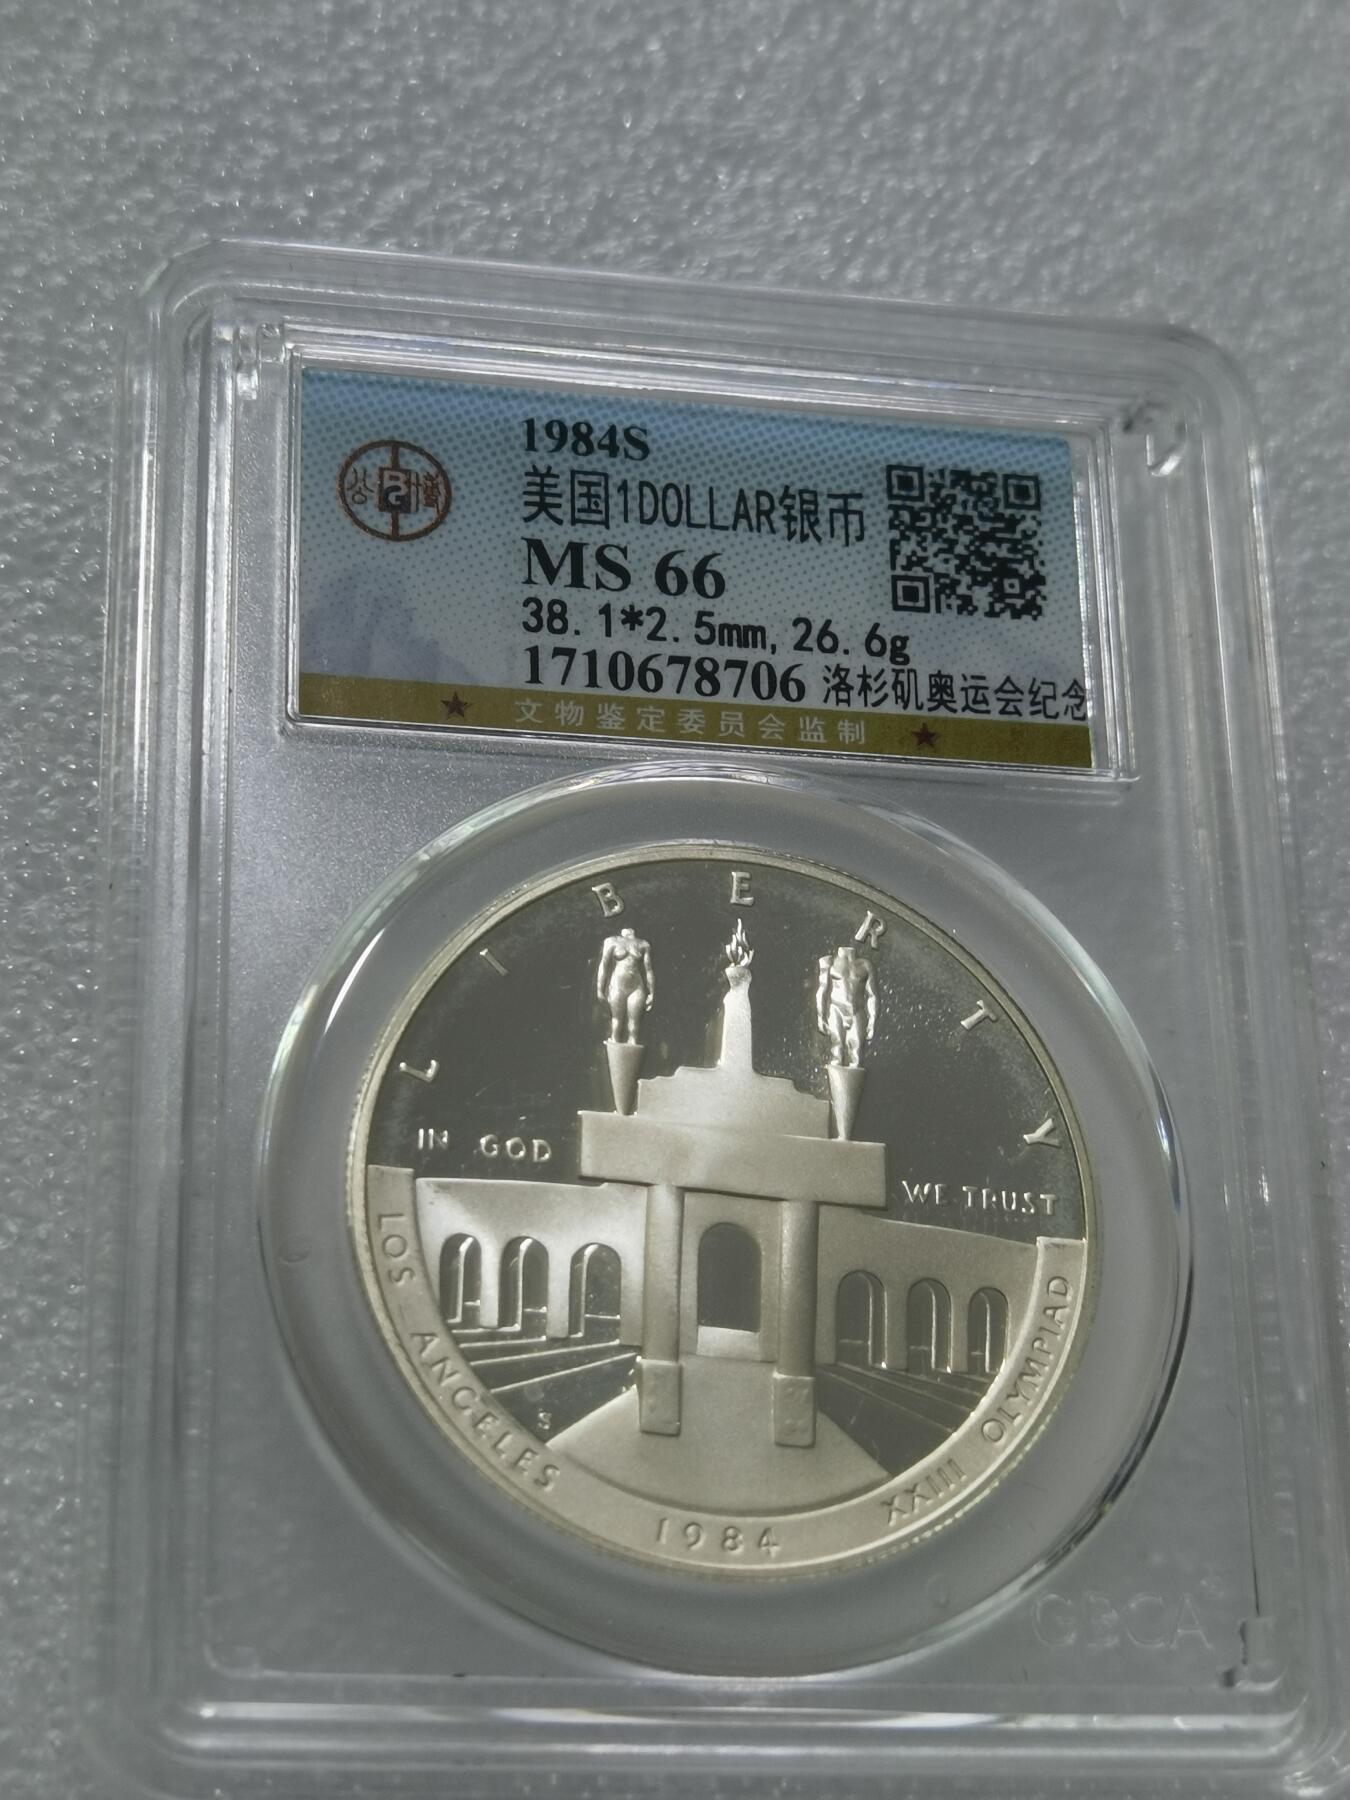 1984S
美国1DOLLAR银币
MS 66
38.1*2.5mm,26.6g
1710678706 洛杉矶奥运会纪念
文物鉴定委员会监制
公博
LIBERTY
IN GOD WE TRUST
S
LOS ANGELES 1984 XXIII OLYMPIAD
GBCA